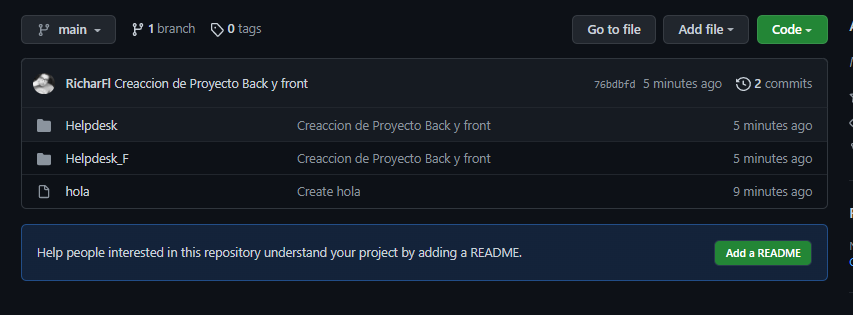 main 1 branch 0 tags Go to file Add file Code
RicharFl Creaccion de Proyecto Back y front 76bdbfd 5 minutes ago 2 commits
Helpdesk Creaccion de Proyecto Back y front 5 minutes ago
Helpdesk_F Creaccion de Proyecto Back y front 5 minutes ago
hola Create hola 9 minutes ago
Help people interested in this repository understand your project by adding a README. Add a README